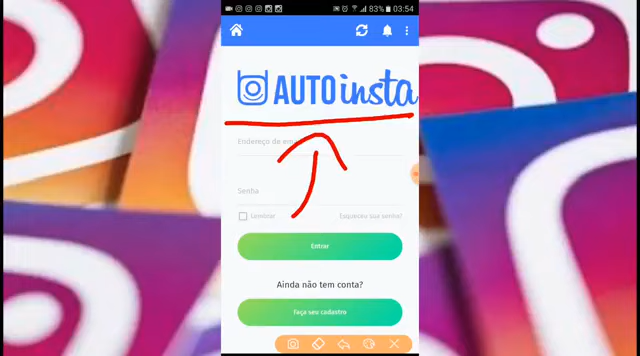 83% 03:54
AUTOinsta
Endereço de em
Senha
Lembrar Esqueceu sua senha?
Entrar
Ainda não tem conta?
Faça seu cadastro